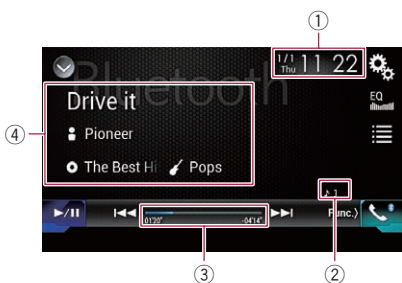 ①
Bluetooth
1/1 Thu 11 22
EQ
Drive it
④
Pioneer
The Best Hi Pops
♪ 1
01'20" -04'14"
Func.
③ ②